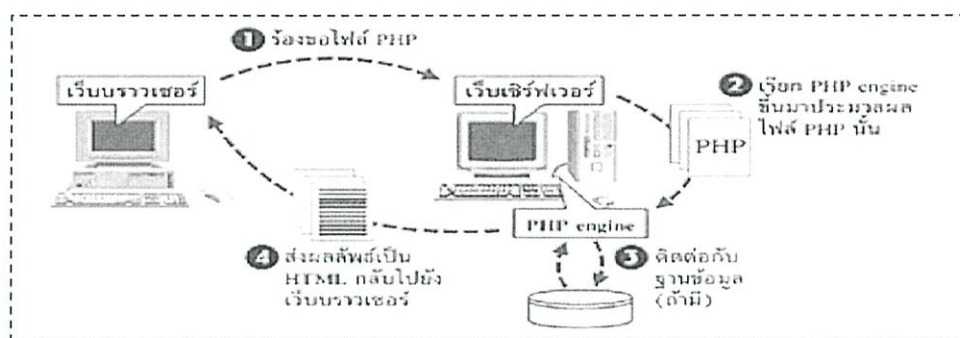 1 ร้องขอไฟล์ PHP
เว็บบราวเซอร์
เว็บเซิร์ฟเวอร์
2 เรียก PHP engine
ขึ้นมาประมวลผล
ไฟล์ PHP นั้น
PHP
PHP engine
3 ติดต่อกับ
ฐานข้อมูล
(ถ้ามี)
4 ส่งผลลัพธ์เป็น
HTML กลับไปยัง
เว็บบราวเซอร์